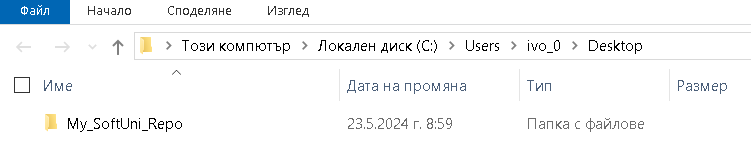 Файл Начало Споделяне Изглед
Този компютър > Локален диск (C:) > Users > ivo_0 > Desktop
Име Дата на промяна Тип Размер
My_SoftUni_Repo 23.5.2024 г. 8:59 Папка с файлове